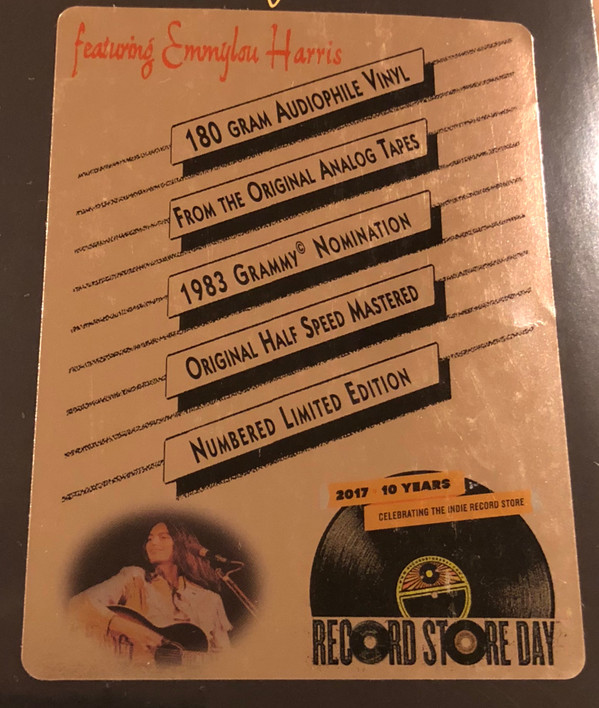 featuring Emmylou Harris
180 GRAM AUDIOPHILE VINYL
FROM THE ORIGINAL ANALOG TAPES
1983 GRAMMY© NOMINATION
ORIGINAL HALF SPEED MASTERED
NUMBERED LIMITED EDITION
2017 10 YEARS
CELEBRATING THE INDIE RECORD STORE
RECORD STORE DAY